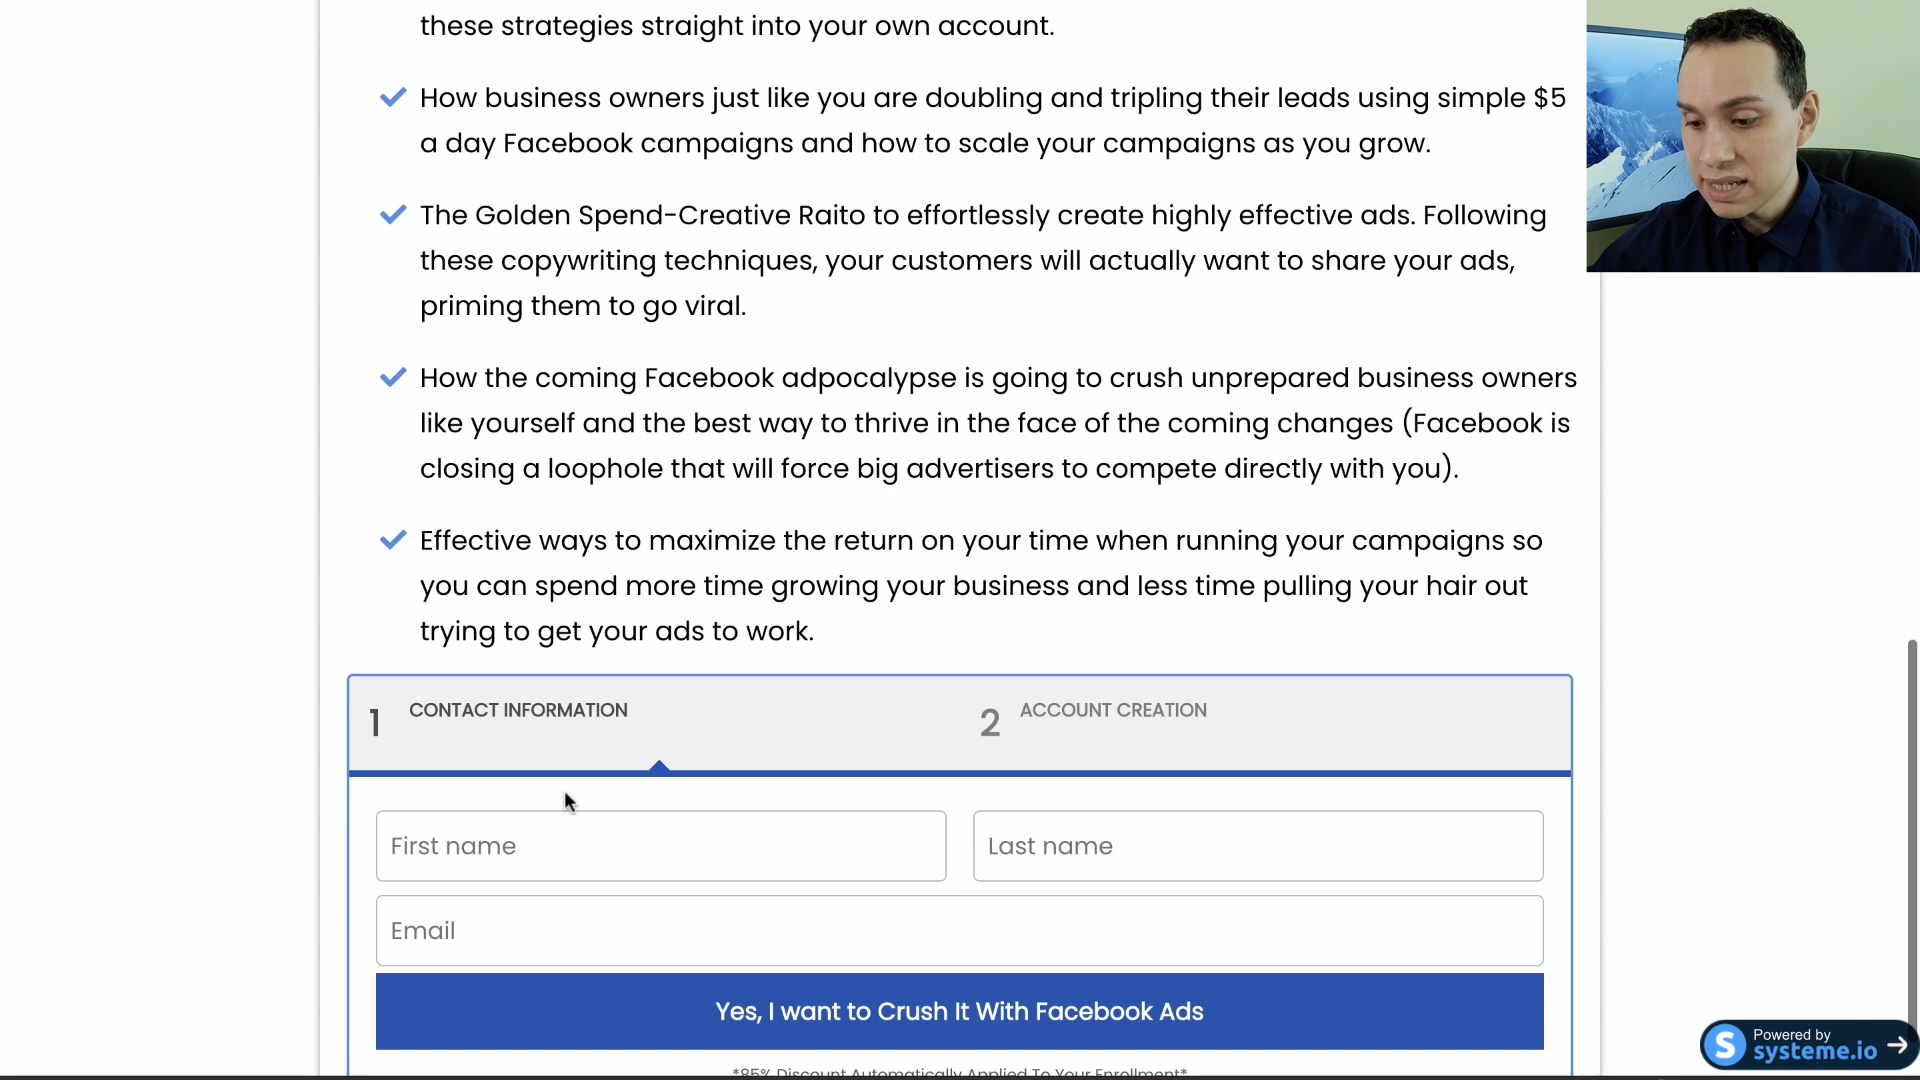 these strategies straight into your own account.
How business owners just like you are doubling and tripling their leads using simple $5
a day Facebook campaigns and how to scale your campaigns as you grow.
The Golden Spend-Creative Raito to effortlessly create highly effective ads. Following
these copywriting techniques, your customers will actually want to share your ads,
priming them to go viral.
How the coming Facebook adpocalypse is going to crush unprepared business owners
like yourself and the best way to thrive in the face of the coming changes (Facebook is
closing a loophole that will force big advertisers to compete directly with you).
Effective ways to maximize the return on your time when running your campaigns so
you can spend more time growing your business and less time pulling your hair out
trying to get your ads to work.
1 CONTACT INFORMATION
2 ACCOUNT CREATION
First name
Last name
Email
Yes, I want to Crush It With Facebook Ads
*85% Discount Automatically Applied To Your Enrollment*
S Powered by
systeme.io